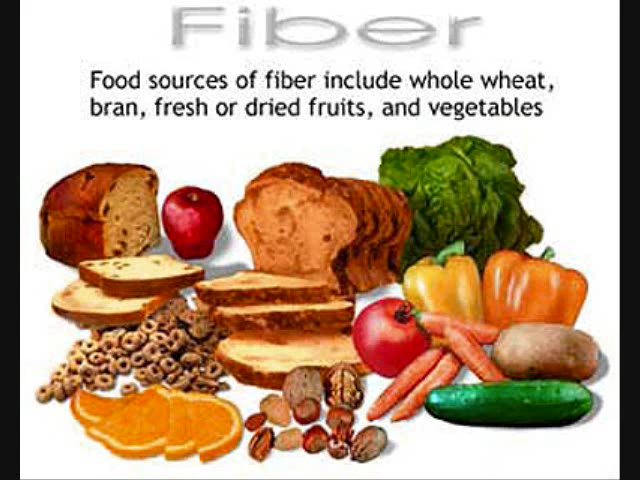 Fiber
Food sources of fiber include whole wheat,
bran, fresh or dried fruits, and vegetables